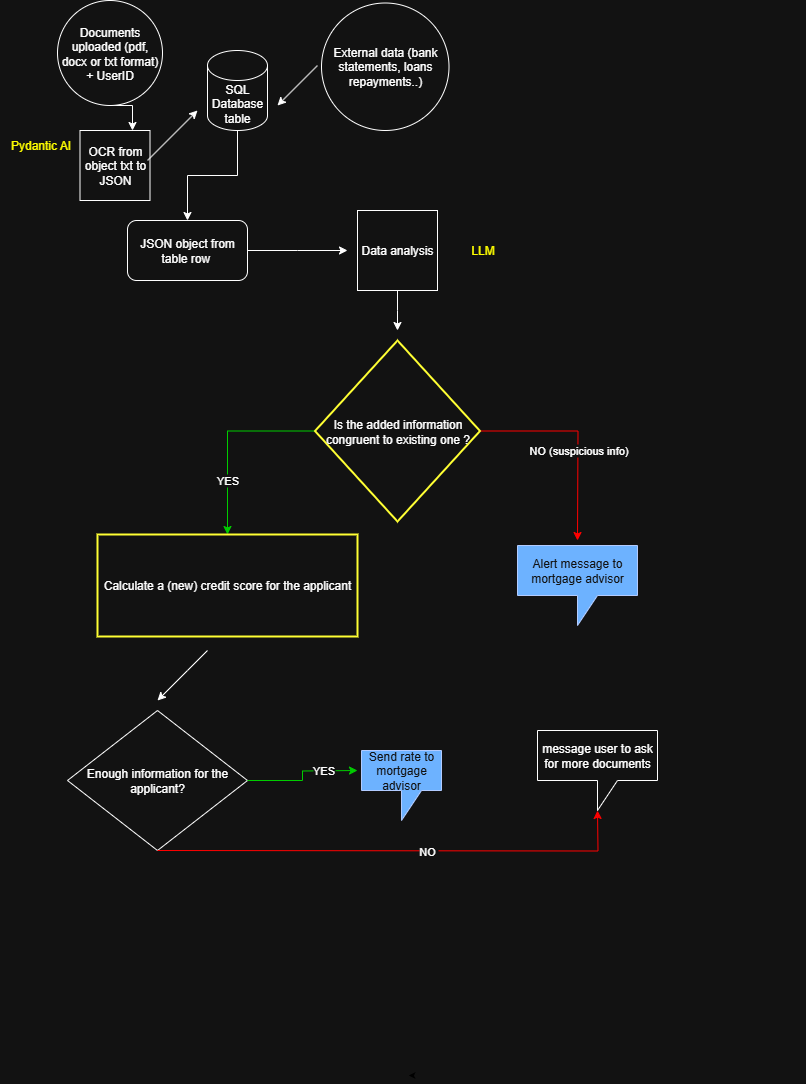 Documents
uploaded (pdf,
docx or txt format)
+ UserID
External data (bank
statements, loans
repayments..)
SQL
Database
table
Pydantic AI
OCR from
object txt to
JSON
JSON object from
table row
Data analysis
LLM
Is the added information
congruent to existing one ?
NO (suspicious info)
YES
Alert message to
mortgage advisor
Calculate a (new) credit score for the applicant
Enough information for the
applicant?
YES
Send rate to
mortgage
advisor
message user to ask
for more documents
NO